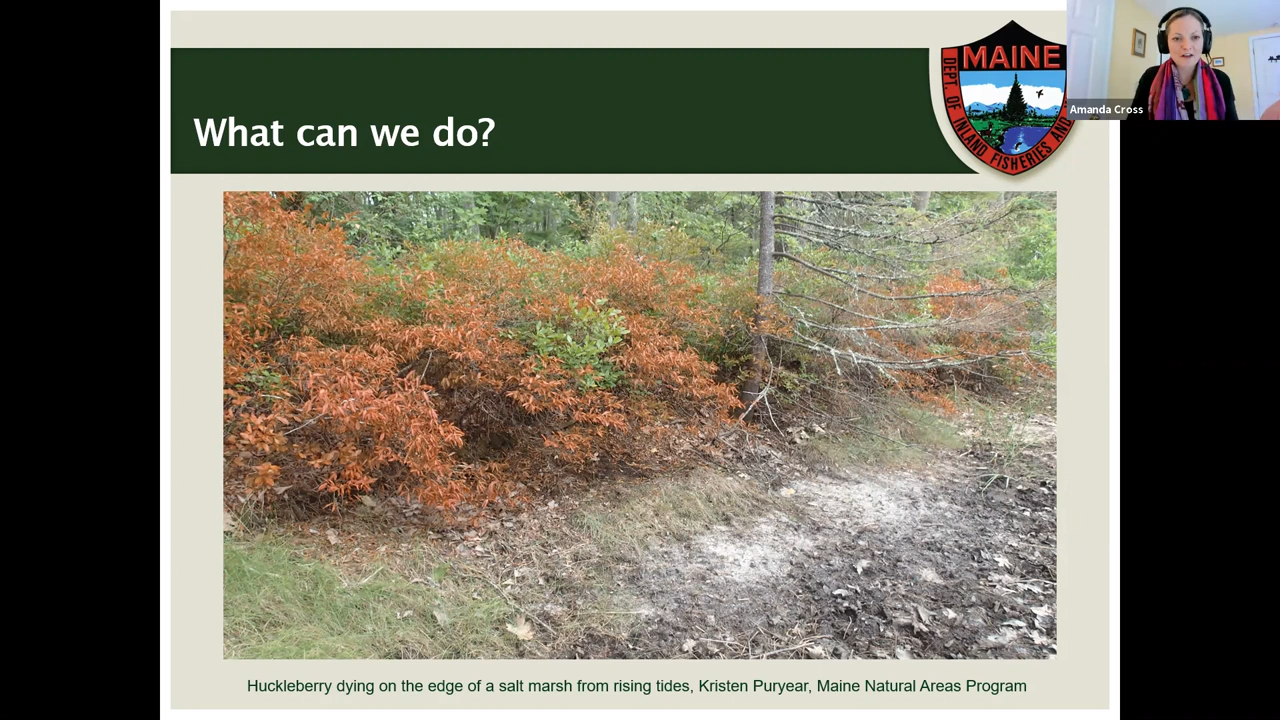 What can we do?
MAINE
DEPT. OF INLAND FISHERIES AND
Amanda Cross
Huckleberry dying on the edge of a salt marsh from rising tides, Kristen Puryear, Maine Natural Areas Program